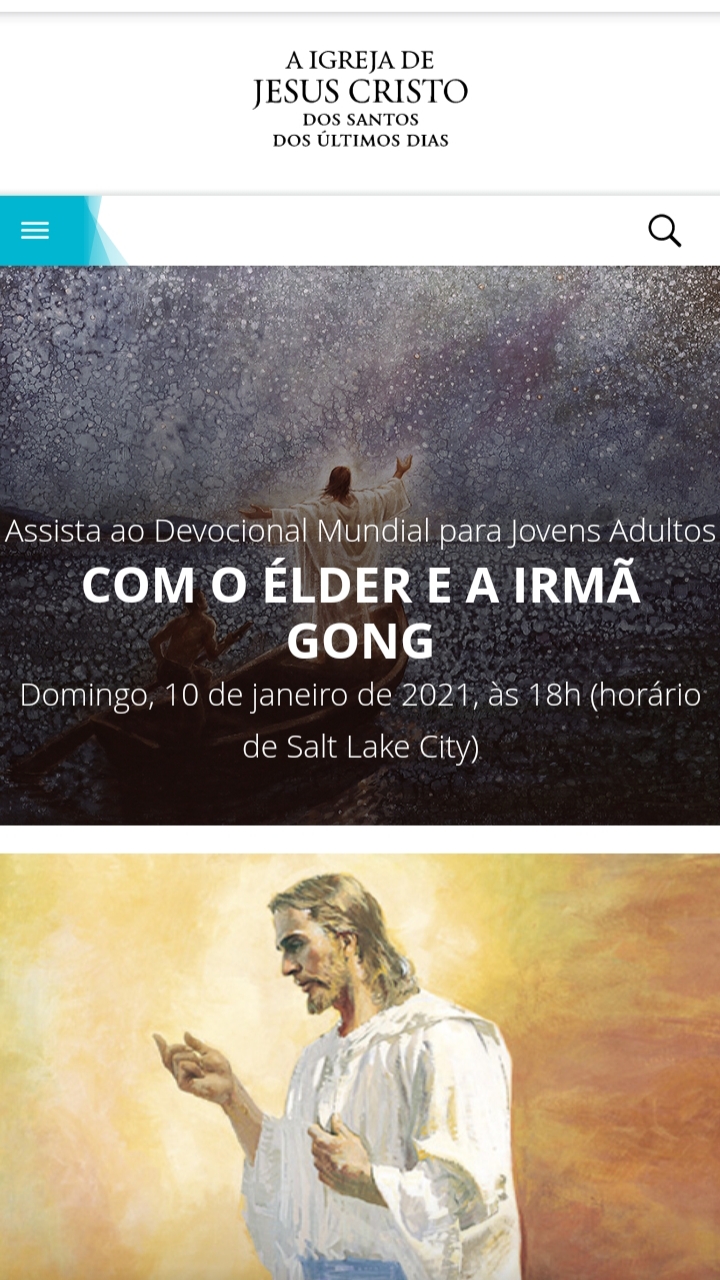 A IGREJA DE
JESUS CRISTO
DOS SANTOS
DOS ÚLTIMOS DIAS
Assista ao Devocional Mundial para Jovens Adultos
COM O ÉLDER E A IRMÃ
GONG
Domingo, 10 de janeiro de 2021, às 18h (horário
de Salt Lake City)